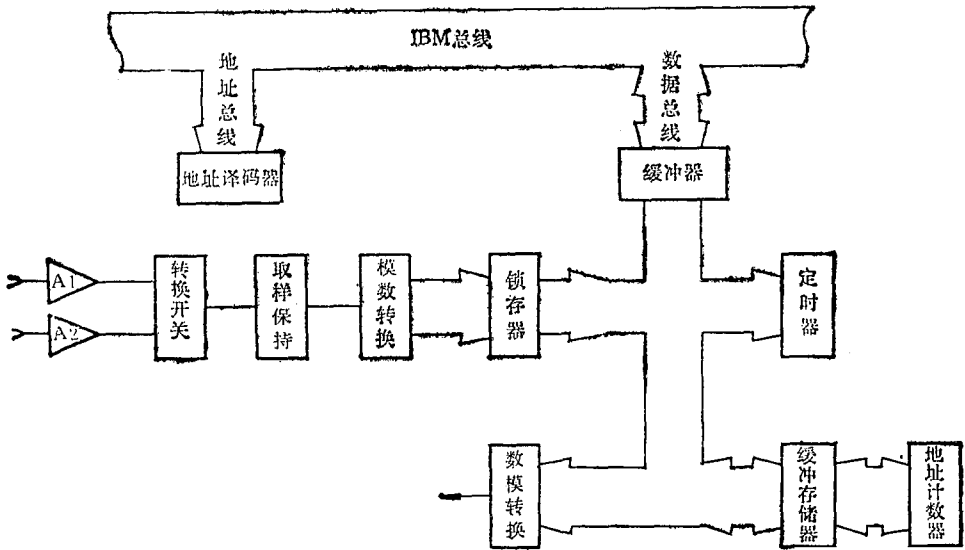 IBM总线
地址总线
数据总线
地址译码器
缓冲器
A1
A2
转换开关
取样保持
模数转换
锁存器
定时器
数模转换
缓冲存储器
地址计数器